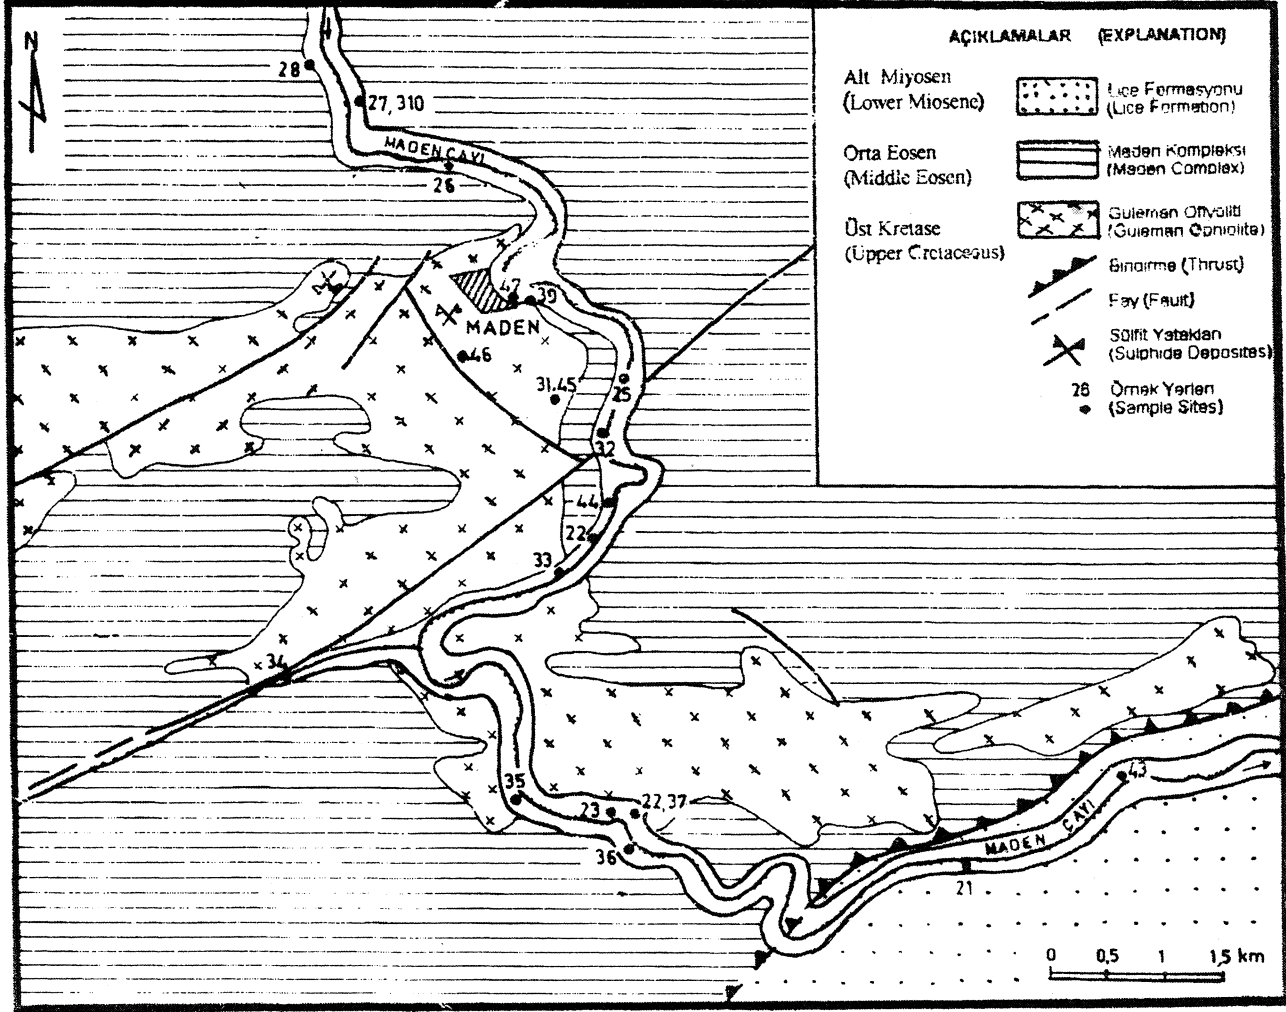 AÇIKLAMALAR (EXPLANATION)
Alt Miyosen
(Lower Miosene)
Lice Formasyonu
(Lice Formation)
Orta Eosen
(Middle Eosen)
Maden Kompleksi
(Maden Complex)
Üst Kretase
(Upper Cretaceous)
Guleman Ofiyoliti
(Guleman Ophiolite)
Bindirme (Thrust)
Fay (Fault)
Sülfit Yatakları
(Sulphide Deposites)
26 Örnek Yerleri
(Sample Sites)
N
28
27,310
MADEN ÇAYI
26
47
39
MADEN
46
31.45
25
32
44
22
33
34
35
23
22,37
36
43
MADEN ÇAYI
21
0 0,5 1 1,5 km